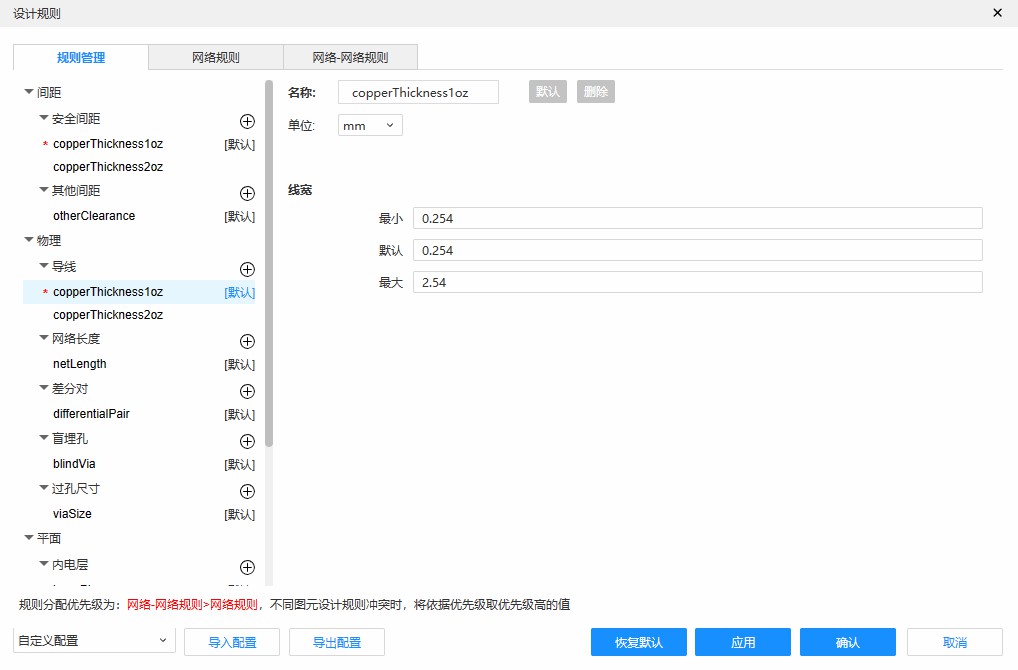 设计规则
规则管理
网络规则
网络-网络规则
间距
安全间距
* copperThickness1oz [默认]
copperThickness2oz
其他间距
otherClearance [默认]
物理
导线
* copperThickness1oz [默认]
copperThickness2oz
网络长度
netLength [默认]
差分对
differentialPair [默认]
盲埋孔
blindVia [默认]
过孔尺寸
viaSize [默认]
平面
内电层
名称: copperThickness1oz 默认 删除
单位: mm
线宽
最小 0.254
默认 0.254
最大 2.54
规则分配优先级为：网络-网络规则>网络规则，不同图元设计规则冲突时，将依据优先级取优先级高的值
自定义配置 导入配置 导出配置 恢复默认 应用 确认 取消